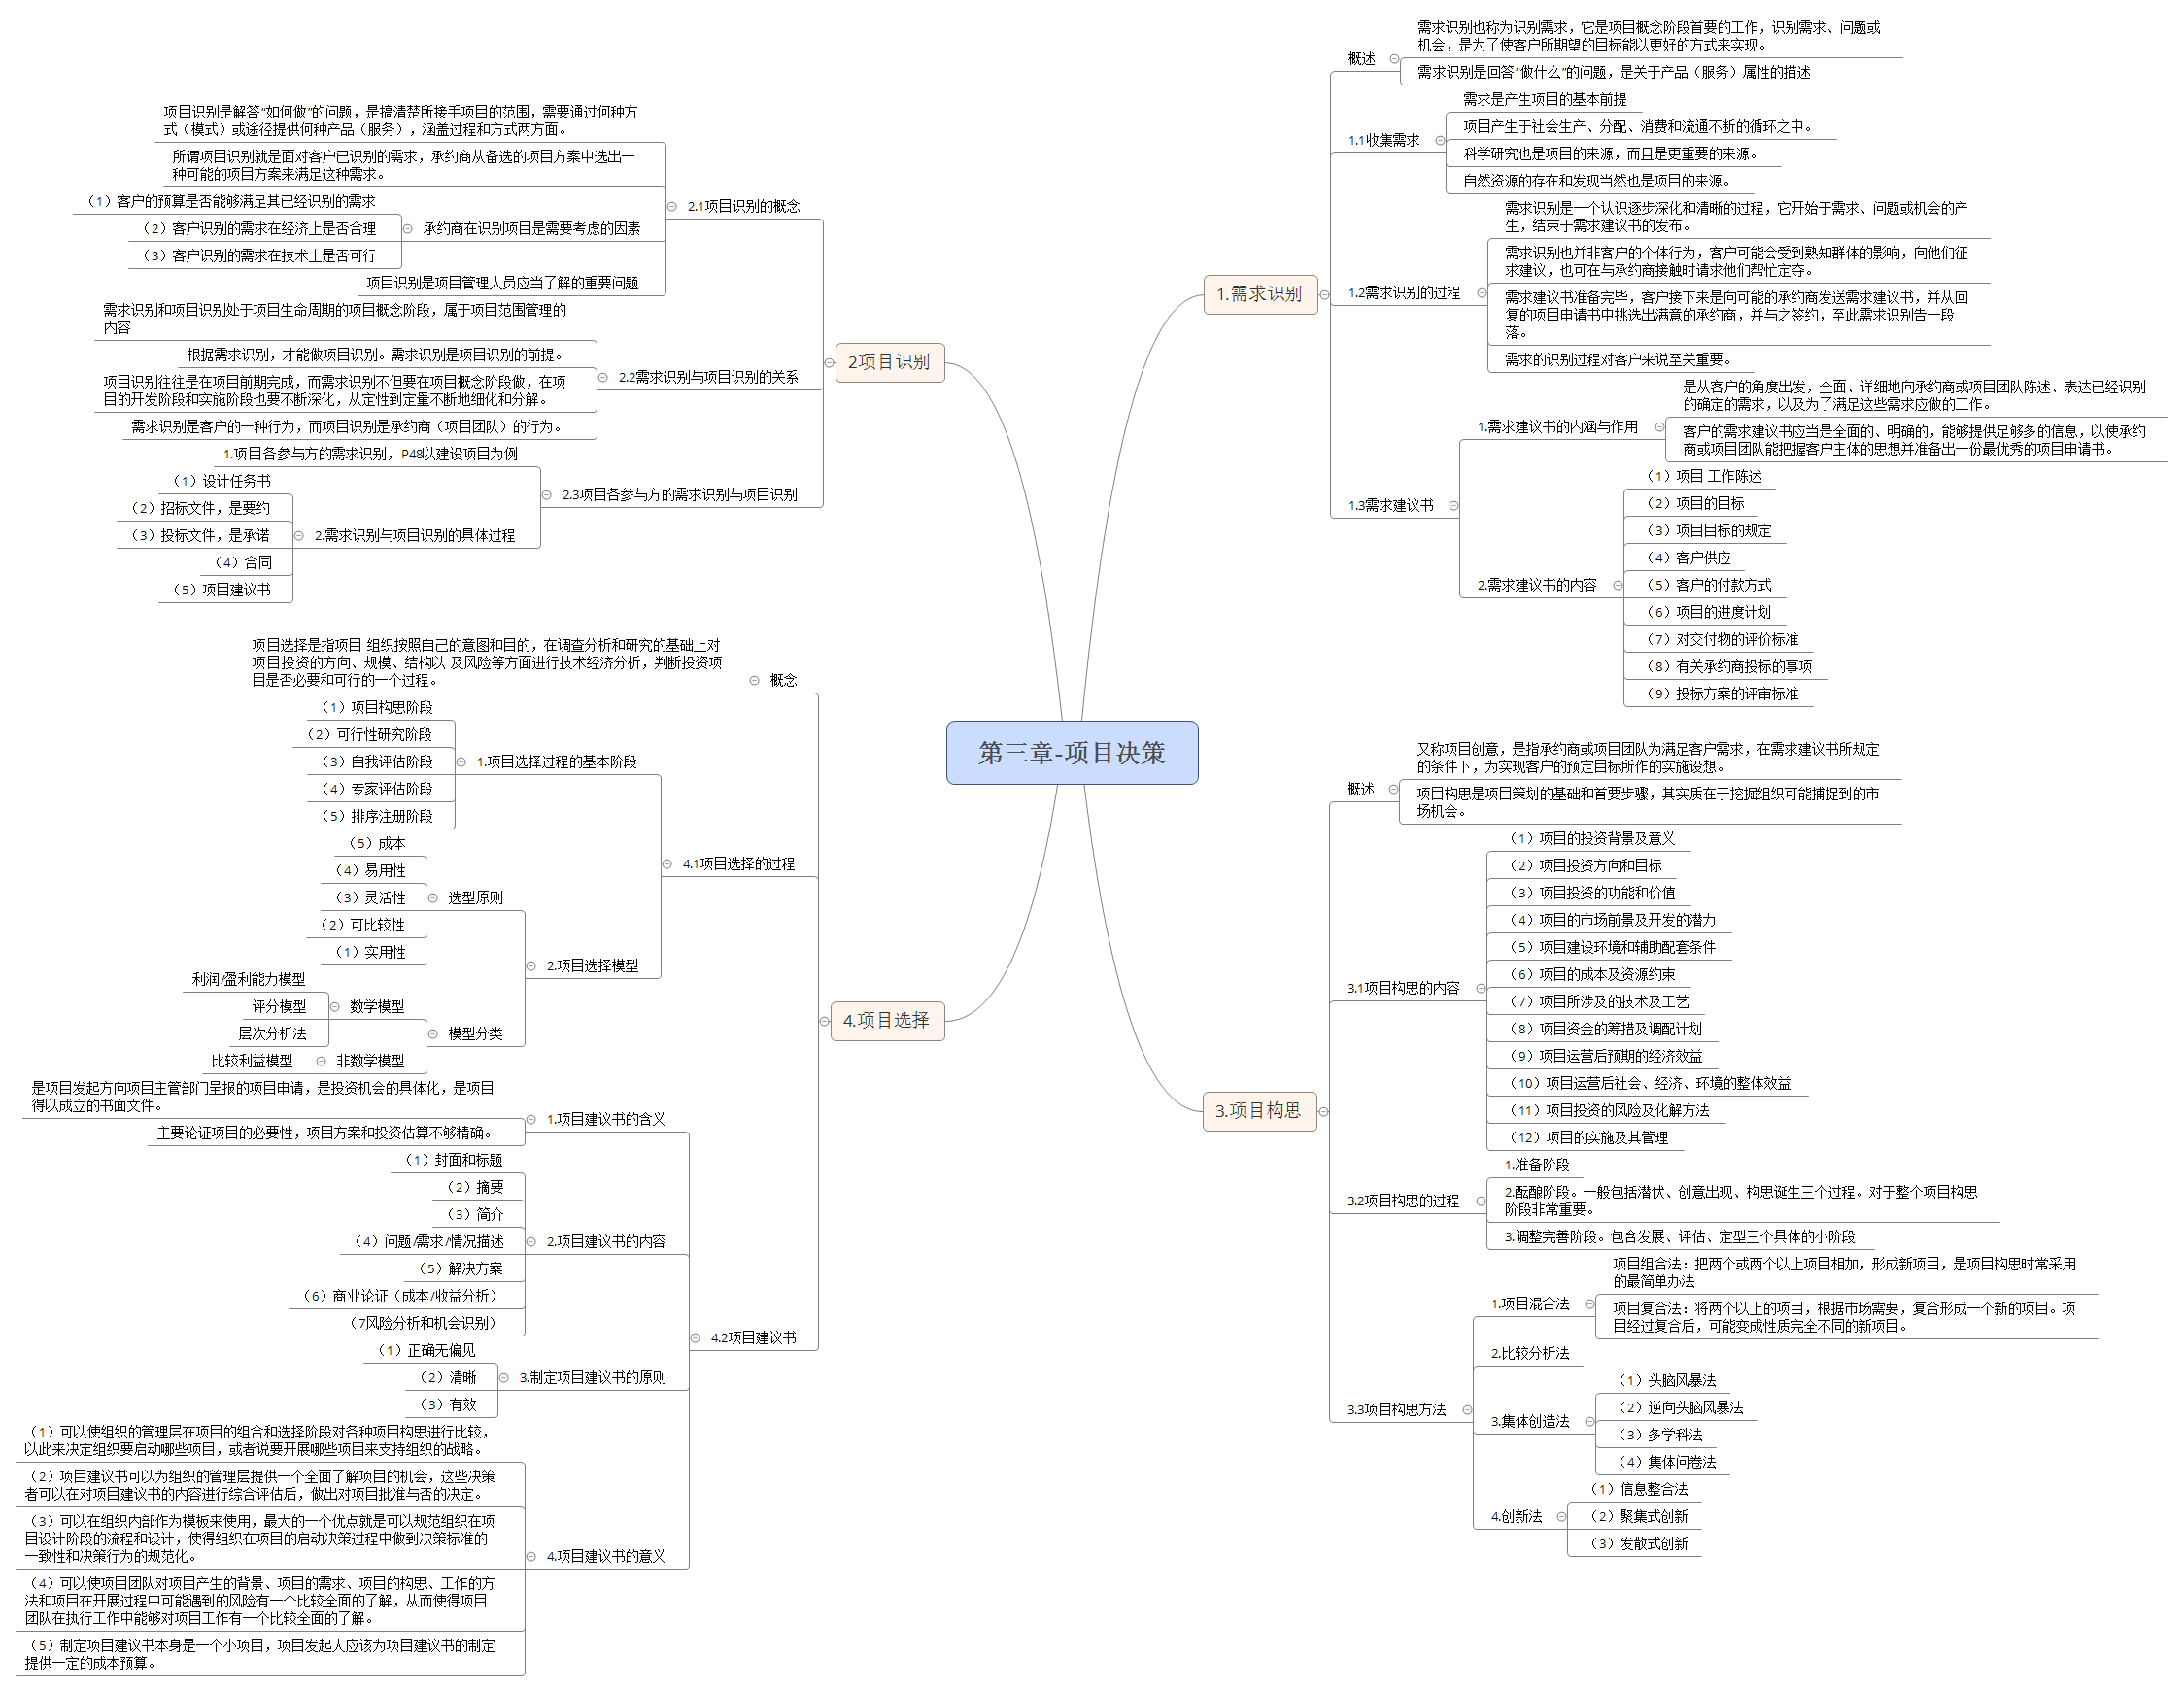 第三章-项目决策
1.需求识别
概述
需求识别也称为识别需求，它是项目概念阶段首要的工作，识别需求、问题或
机会，是为了使客户所期望的目标能以更好的方式来实现。
需求识别是回答“做什么”的问题，是关于产品（服务）属性的描述
1.1收集需求
需求是产生项目的基本前提
项目产生于社会生产、分配、消费和流通不断的循环之中。
科学研究也是项目的来源，而且是更重要的来源。
自然资源的存在和发现当然也是项目的来源。
1.2需求识别的过程
需求识别是一个认识逐步深化和清晰的过程，它开始于需求、问题或机会的产
生，结束于需求建议书的发布。
需求识别也并非客户的个体行为，客户可能会受到熟知群体的影响，向他们征
求建议，也可在与承约商接触时请求他们帮忙定夺。
需求建议书准备完毕，客户接下来是向可能的承约商发送需求建议书，并从回
复的项目申请书中挑选出满意的承约商，并与之签约，至此需求识别告一段
落。
需求的识别过程对客户来说至关重要。
1.3需求建议书
1.需求建议书的内涵与作用
是从客户的角度出发，全面、详细地向承约商或项目团队陈述、表达已经识别
的确定的需求，以及为了满足这些需求应做的工作。
客户的需求建议书应当是全面的、明确的，能够提供足够多的信息，以使承约
商或项目团队能把握客户主体的思想并准备出一份最优秀的项目申请书。
2.需求建议书的内容
（1）项目 工作陈述
（2）项目的目标
（3）项目目标的规定
（4）客户供应
（5）客户的付款方式
（6）项目的进度计划
（7）对交付物的评价标准
（8）有关承约商投标的事项
（9）投标方案的评审标准
2项目识别
2.1项目识别的概念
项目识别是解答“如何做”的问题，是搞清楚所接手项目的范围，需要通过何种方
式（模式）或途径提供何种产品（服务），涵盖过程和方式两方面。
所谓项目识别就是面对客户已识别的需求，承约商从备选的项目方案中选出一
种可能的项目方案来满足这种需求。
承约商在识别项目是需要考虑的因素
（1）客户的预算是否能够满足其已经识别的需求
（2）客户识别的需求在经济上是否合理
（3）客户识别的需求在技术上是否可行
项目识别是项目管理人员应当了解的重要问题
2.2需求识别与项目识别的关系
需求识别和项目识别处于项目生命周期的项目概念阶段，属于项目范围管理的
内容
根据需求识别，才能做项目识别。需求识别是项目识别的前提。
项目识别往往是在项目前期完成，而需求识别不但要在项目概念阶段做，在项
目的开发阶段和实施阶段也要不断深化，从定性到定量不断地细化和分解。
需求识别是客户的一种行为，而项目识别是承约商（项目团队）的行为。
2.3项目各参与方的需求识别与项目识别
1.项目各参与方的需求识别，P48以建设项目为例
2.需求识别与项目识别的具体过程
（1）设计任务书
（2）招标文件，是要约
（3）投标文件，是承诺
（4）合同
（5）项目建议书
3.项目构思
概述
又称项目创意，是指承约商或项目团队为满足客户需求，在需求建议书所规定
的条件下，为实现客户的预定目标所作的实施设想。
项目构思是项目策划的基础和首要步骤，其实质在于挖掘组织可能捕捉到的市
场机会。
3.1项目构思的内容
（1）项目的投资背景及意义
（2）项目投资方向和目标
（3）项目投资的功能和价值
（4）项目的市场前景及开发的潜力
（5）项目建设环境和辅助配套条件
（6）项目的成本及资源约束
（7）项目所涉及的技术及工艺
（8）项目资金的筹措及调配计划
（9）项目运营后预期的经济效益
（10）项目运营后社会、经济、环境的整体效益
（11）项目投资的风险及化解方法
（12）项目的实施及其管理
3.2项目构思的过程
1.准备阶段
2.酝酿阶段。一般包括潜伏、创意出现、构思诞生三个过程。对于整个项目构思
阶段非常重要。
3.调整完善阶段。包含发展、评估、定型三个具体的小阶段
3.3项目构思方法
1.项目混合法
项目组合法：把两个或两个以上项目相加，形成新项目，是项目构思时常采用
的最简单办法
项目复合法：将两个以上的项目，根据市场需要，复合形成一个新的项目。项
目经过复合后，可能变成性质完全不同的新项目。
2.比较分析法
3.集体创造法
（1）头脑风暴法
（2）逆向头脑风暴法
（3）多学科法
（4）集体问卷法
4.创新法
（1）信息整合法
（2）聚集式创新
（3）发散式创新
4.项目选择
概念
项目选择是指项目 组织按照自己的意图和目的，在调查分析和研究的基础上对
项目投资的方向、规模、结构以 及风险等方面进行技术经济分析，判断投资项
目是否必要和可行的一个过程。
4.1项目选择的过程
1.项目选择过程的基本阶段
（1）项目构思阶段
（2）可行性研究阶段
（3）自我评估阶段
（4）专家评估阶段
（5）排序注册阶段
2.项目选择模型
选型原则
（5）成本
（4）易用性
（3）灵活性
（2）可比较性
（1）实用性
模型分类
数学模型
利润/盈利能力模型
评分模型
层次分析法
非数学模型
比较利益模型
4.2项目建议书
1.项目建议书的含义
是项目发起方向项目主管部门呈报的项目申请，是投资机会的具体化，是项目
得以成立的书面文件。
主要论证项目的必要性，项目方案和投资估算不够精确。
2.项目建议书的内容
（1）封面和标题
（2）摘要
（3）简介
（4）问题/需求/情况描述
（5）解决方案
（6）商业论证（成本/收益分析）
（7风险分析和机会识别）
3.制定项目建议书的原则
（1）正确无偏见
（2）清晰
（3）有效
4.项目建议书的意义
（1）可以使组织的管理层在项目的组合和选择阶段对各种项目构思进行比较，
以此来决定组织要启动哪些项目，或者说要开展哪些项目来支持组织的战略。
（2）项目建议书可以为组织的管理层提供一个全面了解项目的机会，这些决策
者可以在对项目建议书的内容进行综合评估后，做出对项目批准与否的决定。
（3）可以在组织内部作为模板来使用，最大的一个优点就是可以规范组织在项
目设计阶段的流程和设计，使得组织在项目的启动决策过程中做到决策标准的
一致性和决策行为的规范化。
（4）可以使项目团队对项目产生的背景、项目的需求、项目的构思、工作的方
法和项目在开展过程中可能遇到的风险有一个比较全面的了解，从而使得项目
团队在执行工作中能够对项目工作有一个比较全面的了解。
（5）制定项目建议书本身是一个小项目，项目发起人应该为项目建议书的制定
提供一定的成本预算。